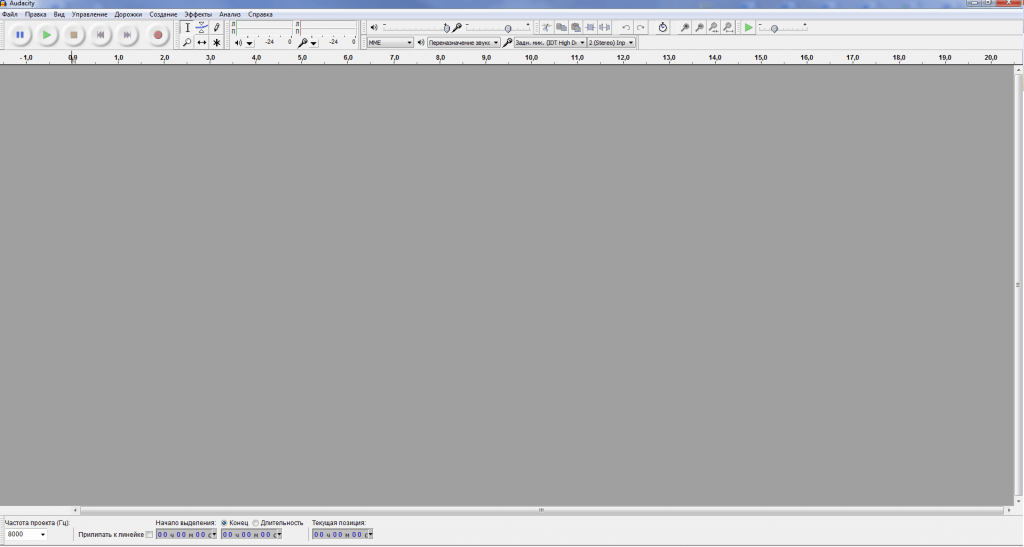 Audacity
Файл Правка Вид Управление Дорожки Создание Эффекты Анализ Справка
Л Л
П П
-24 0 -24 0
MME Переназначение звукс Задн. мик. (IDT High De 2 (Stereo) Inp
-1,0 0,0 1,0 2,0 3,0 4,0 5,0 6,0 7,0 8,0 9,0 10,0 11,0 12,0 13,0 14,0 15,0 16,0 17,0 18,0 19,0 20,0
Частота проекта (Гц): Начало выделения: Конец Длительность Текущая позиция:
8000 Прилипать к линейке 00 ч 00 м 00 с 00 ч 00 м 00 с 00 ч 00 м 00 с